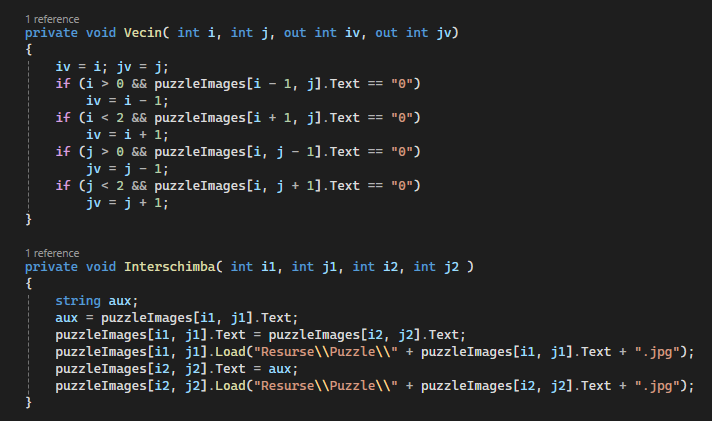 1 reference
private void Vecin( int i, int j, out int iv, out int jv)
{
    iv = i; jv = j;
    if (i > 0 && puzzleImages[i - 1, j].Text == "0")
        iv = i - 1;
    if (i < 2 && puzzleImages[i + 1, j].Text == "0")
        iv = i + 1;
    if (j > 0 && puzzleImages[i, j - 1].Text == "0")
        jv = j - 1;
    if (j < 2 && puzzleImages[i, j + 1].Text == "0")
        jv = j + 1;
}
1 reference
private void Interschimba( int i1, int j1, int i2, int j2 )
{
    string aux;
    aux = puzzleImages[i1, j1].Text;
    puzzleImages[i1, j1].Text = puzzleImages[i2, j2].Text;
    puzzleImages[i1, j1].Load("Resurse\\Puzzle\\" + puzzleImages[i1, j1].Text + ".jpg");
    puzzleImages[i2, j2].Text = aux;
    puzzleImages[i2, j2].Load("Resurse\\Puzzle\\" + puzzleImages[i2, j2].Text + ".jpg");
}